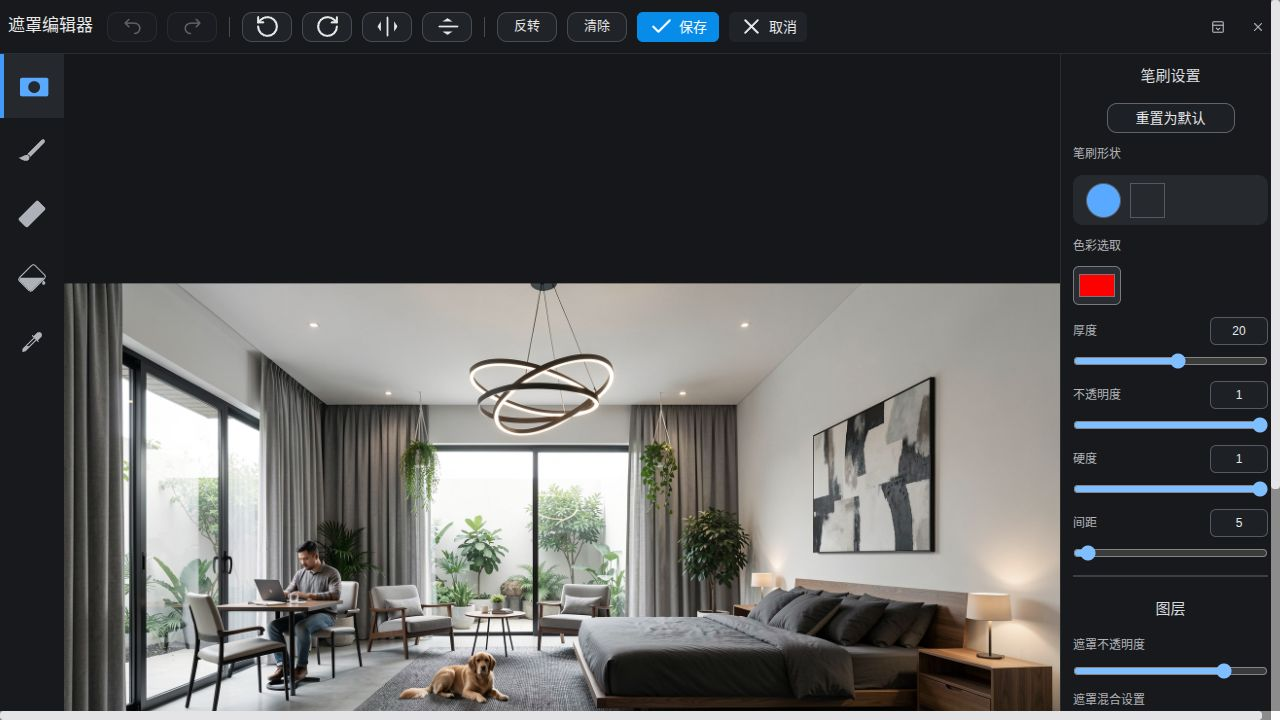 遮罩编辑器
反转
清除
保存
取消
笔刷设置
重置为默认
笔刷形状
色彩选取
厚度 20
不透明度 1
硬度 1
间距 5
图层
遮罩不透明度
遮罩混合设置